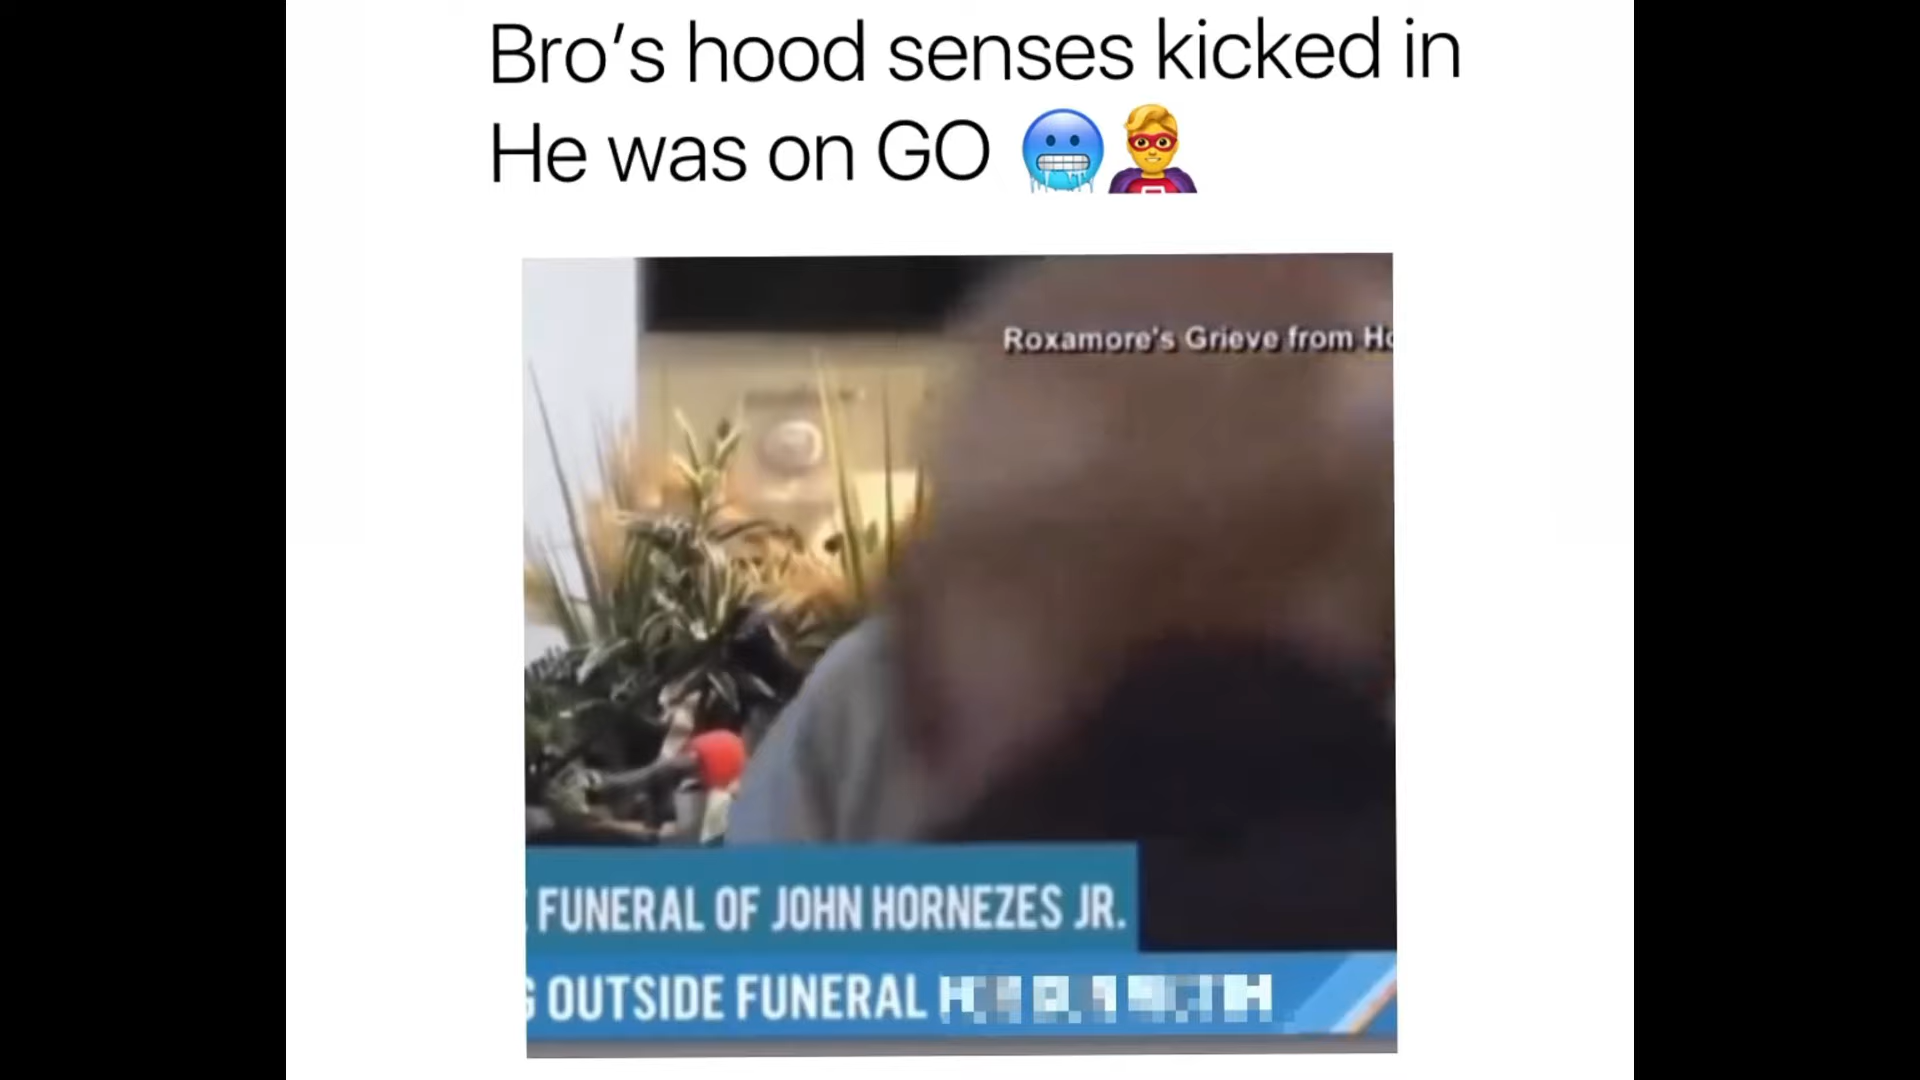 Bro's hood senses kicked in
He was on GO 🥶🦸‍♂️
Roxamore's Grieve from
FUNERAL OF JOHN HORNEZES JR.
OUTSIDE FUNERAL